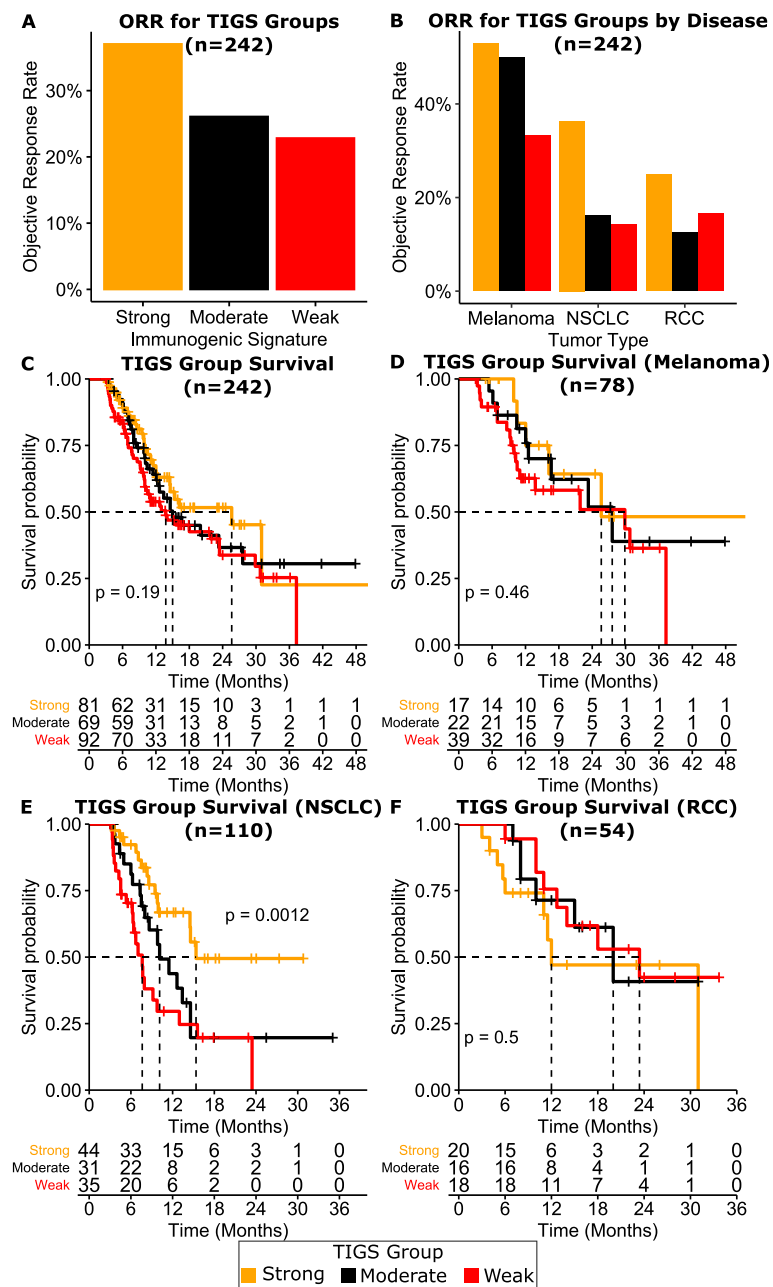 A
ORR for TIGS Groups
(n=242)
Objective Response Rate
30%
20%
10%
0%
Strong Moderate Weak
Immunogenic Signature
B
ORR for TIGS Groups by Disease
(n=242)
Objective Response Rate
40%
20%
0%
Melanoma NSCLC RCC
Tumor Type
C
TIGS Group Survival
(n=242)
Survival probability
1.00
0.75
0.50
0.25
0.00
p = 0.19
0 6 12 18 24 30 36 42 48
Time (Months)
Strong 81 62 31 15 10 3 1 1 1
Moderate 69 59 31 13 8 5 2 1 0
Weak 92 70 33 18 11 7 2 0 0
0 6 12 18 24 30 36 42 48
Time (Months)
D
TIGS Group Survival (Melanoma)
(n=78)
Survival probability
1.00
0.75
0.50
0.25
0.00
p = 0.46
0 6 12 18 24 30 36 42 48
Time (Months)
Strong 17 14 10 6 5 1 1 1 1
Moderate 22 21 15 7 5 3 2 1 0
Weak 39 32 16 9 7 6 2 0 0
0 6 12 18 24 30 36 42 48
Time (Months)
E
TIGS Group Survival (NSCLC)
(n=110)
Survival probability
1.00
0.75
0.50
0.25
0.00
p = 0.0012
0 6 12 18 24 30 36
Time (Months)
Strong 44 33 15 6 3 1 0
Moderate 31 22 8 2 2 1 0
Weak 35 20 6 2 0 0 0
0 6 12 18 24 30 36
Time (Months)
F
TIGS Group Survival (RCC)
(n=54)
Survival probability
1.00
0.75
0.50
0.25
0.00
p = 0.5
0 6 12 18 24 30 36
Time (Months)
Strong 20 15 6 3 2 1 0
Moderate 16 16 8 4 1 1 0
Weak 18 18 11 7 4 1 0
0 6 12 18 24 30 36
Time (Months)
TIGS Group
Strong Moderate Weak